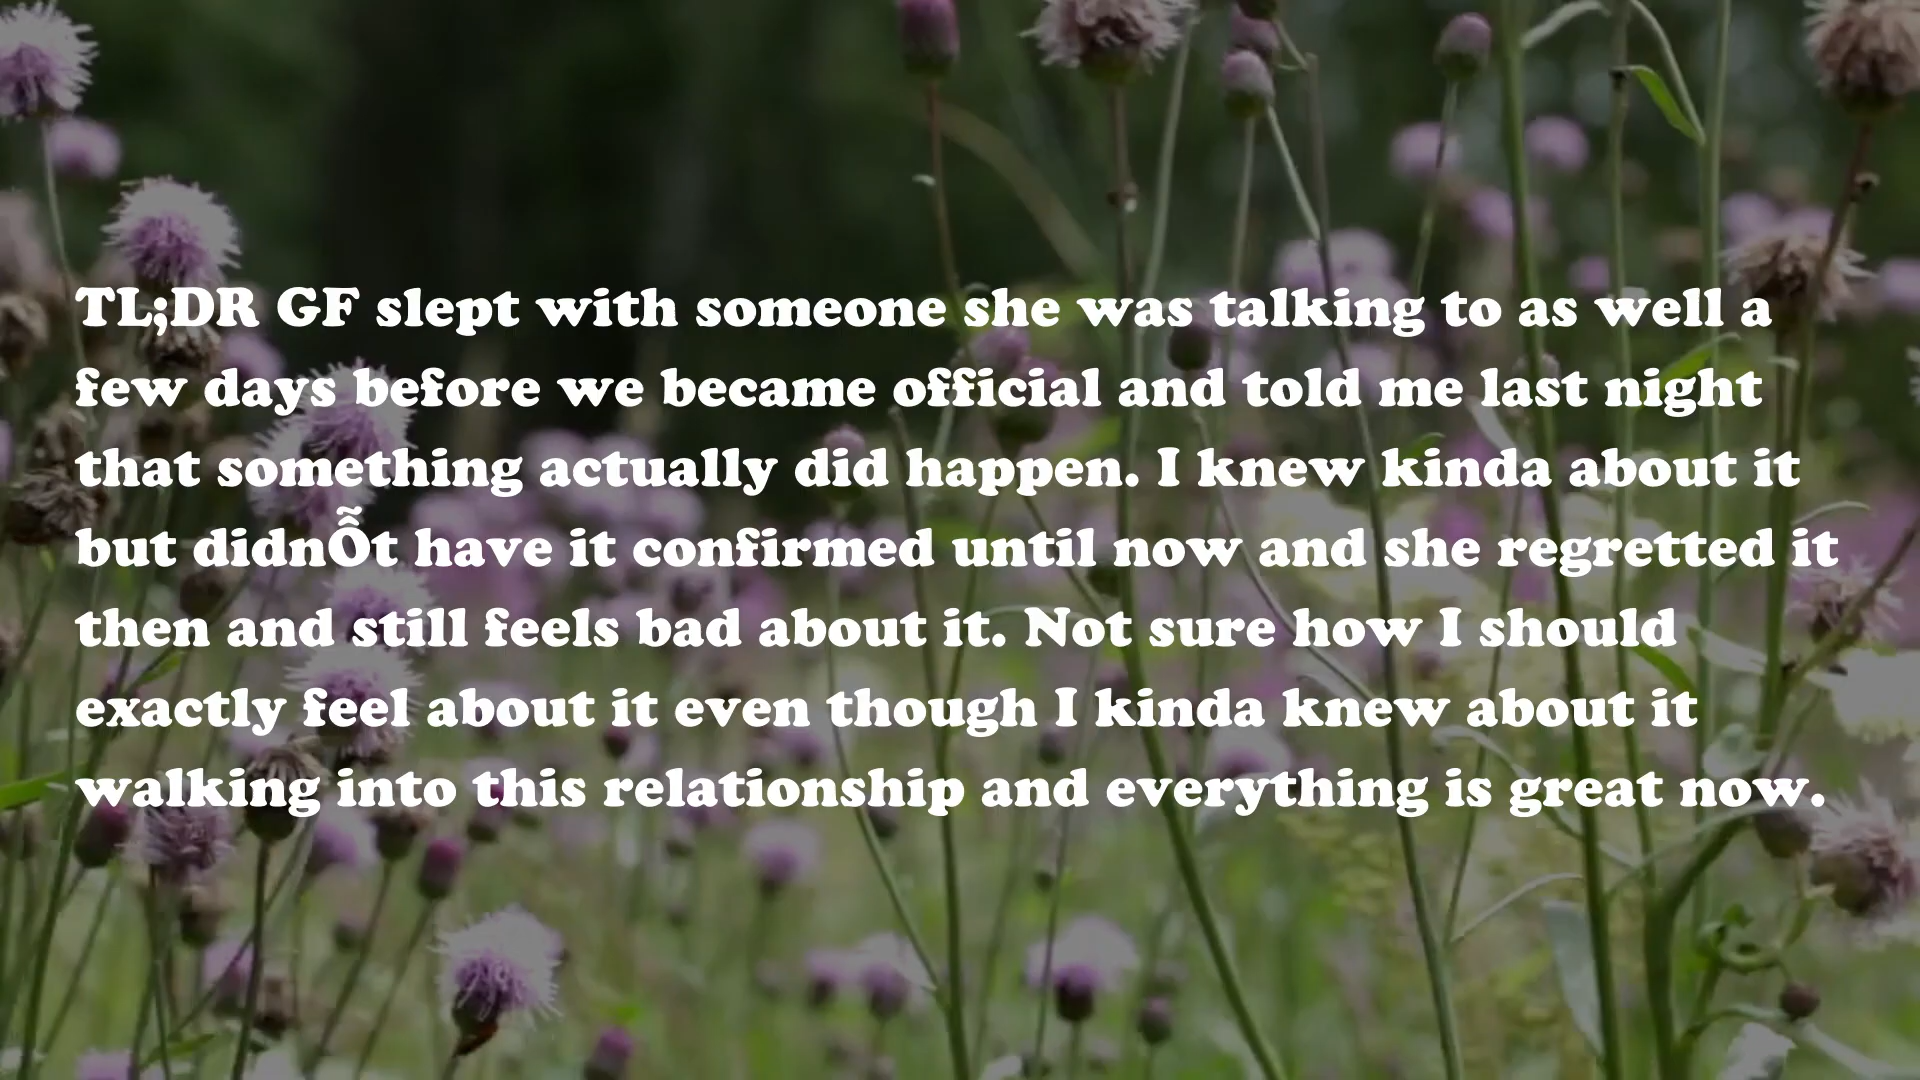 TL;DR GF slept with someone she was talking to as well a
few days before we became official and told me last night
that something actually did happen. I knew kinda about it
but didnỖt have it confirmed until now and she regretted it
then and still feels bad about it. Not sure how I should
exactly feel about it even though I kinda knew about it
walking into this relationship and everything is great now.